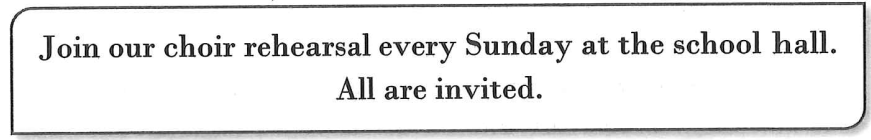 Join our choir rehearsal every Sunday at the school hall.
All are invited.